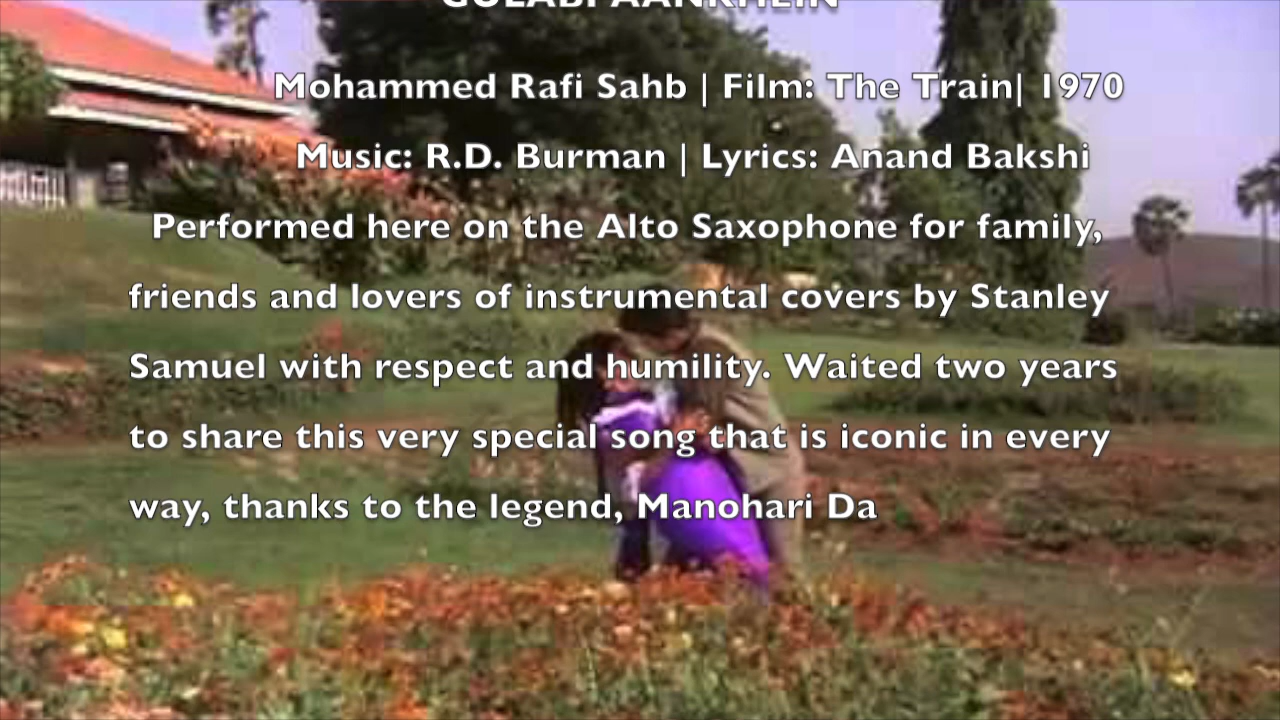 GULABI AANKHEIN
Mohammed Rafi Sahb | Film: The Train| 1970
Music: R.D. Burman | Lyrics: Anand Bakshi
Performed here on the Alto Saxophone for family,
friends and lovers of instrumental covers by Stanley
Samuel with respect and humility. Waited two years
to share this very special song that is iconic in every
way, thanks to the legend, Manohari Da